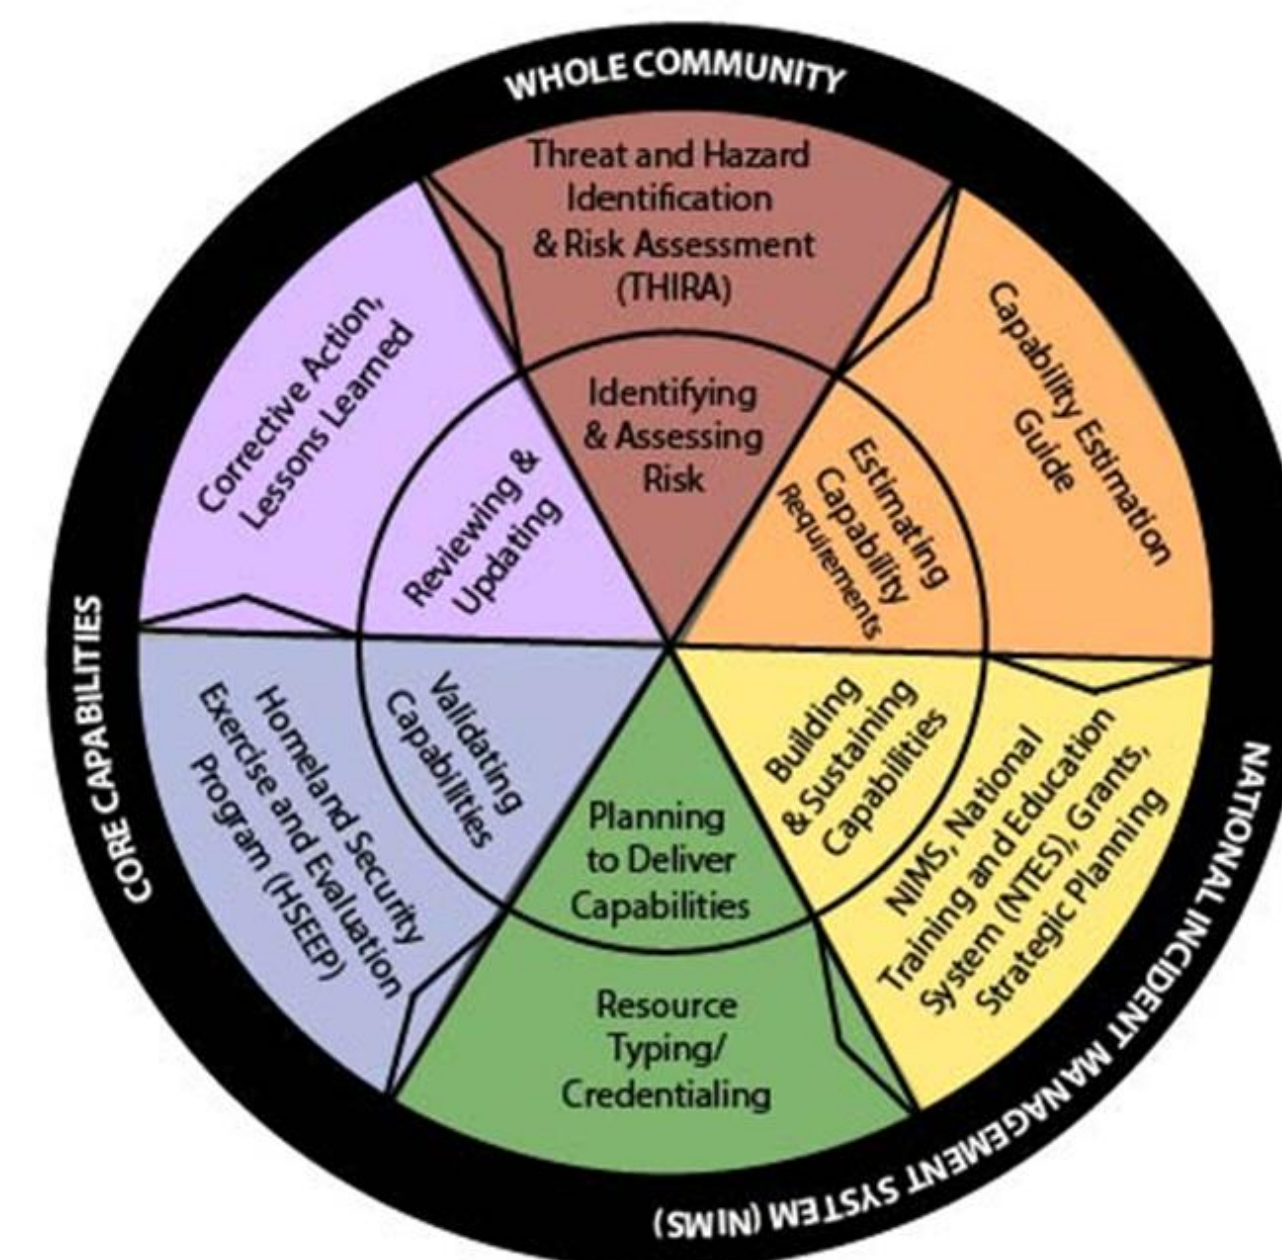 WHOLE COMMUNITY
Threat and Hazard
Identification
& Risk Assessment
(THIRA)
Identifying
& Assessing
Risk
Capability Estimation
Guide
Estimating
Capability
Requirements
NIMS, National
Training and Education
System (NTES), Grants,
Strategic Planning
Building
& Sustaining
Capabilities
Planning
to Deliver
Capabilities
Resource
Typing/
Credentialing
Homeland Security
Exercise and Evaluation
Program (HSEEP)
Validating
Capabilities
Corrective Action,
Lessons Learned
Reviewing &
Updating
NATIONAL INCIDENT MANAGEMENT SYSTEM (NIMS)
CORE CAPABILITIES